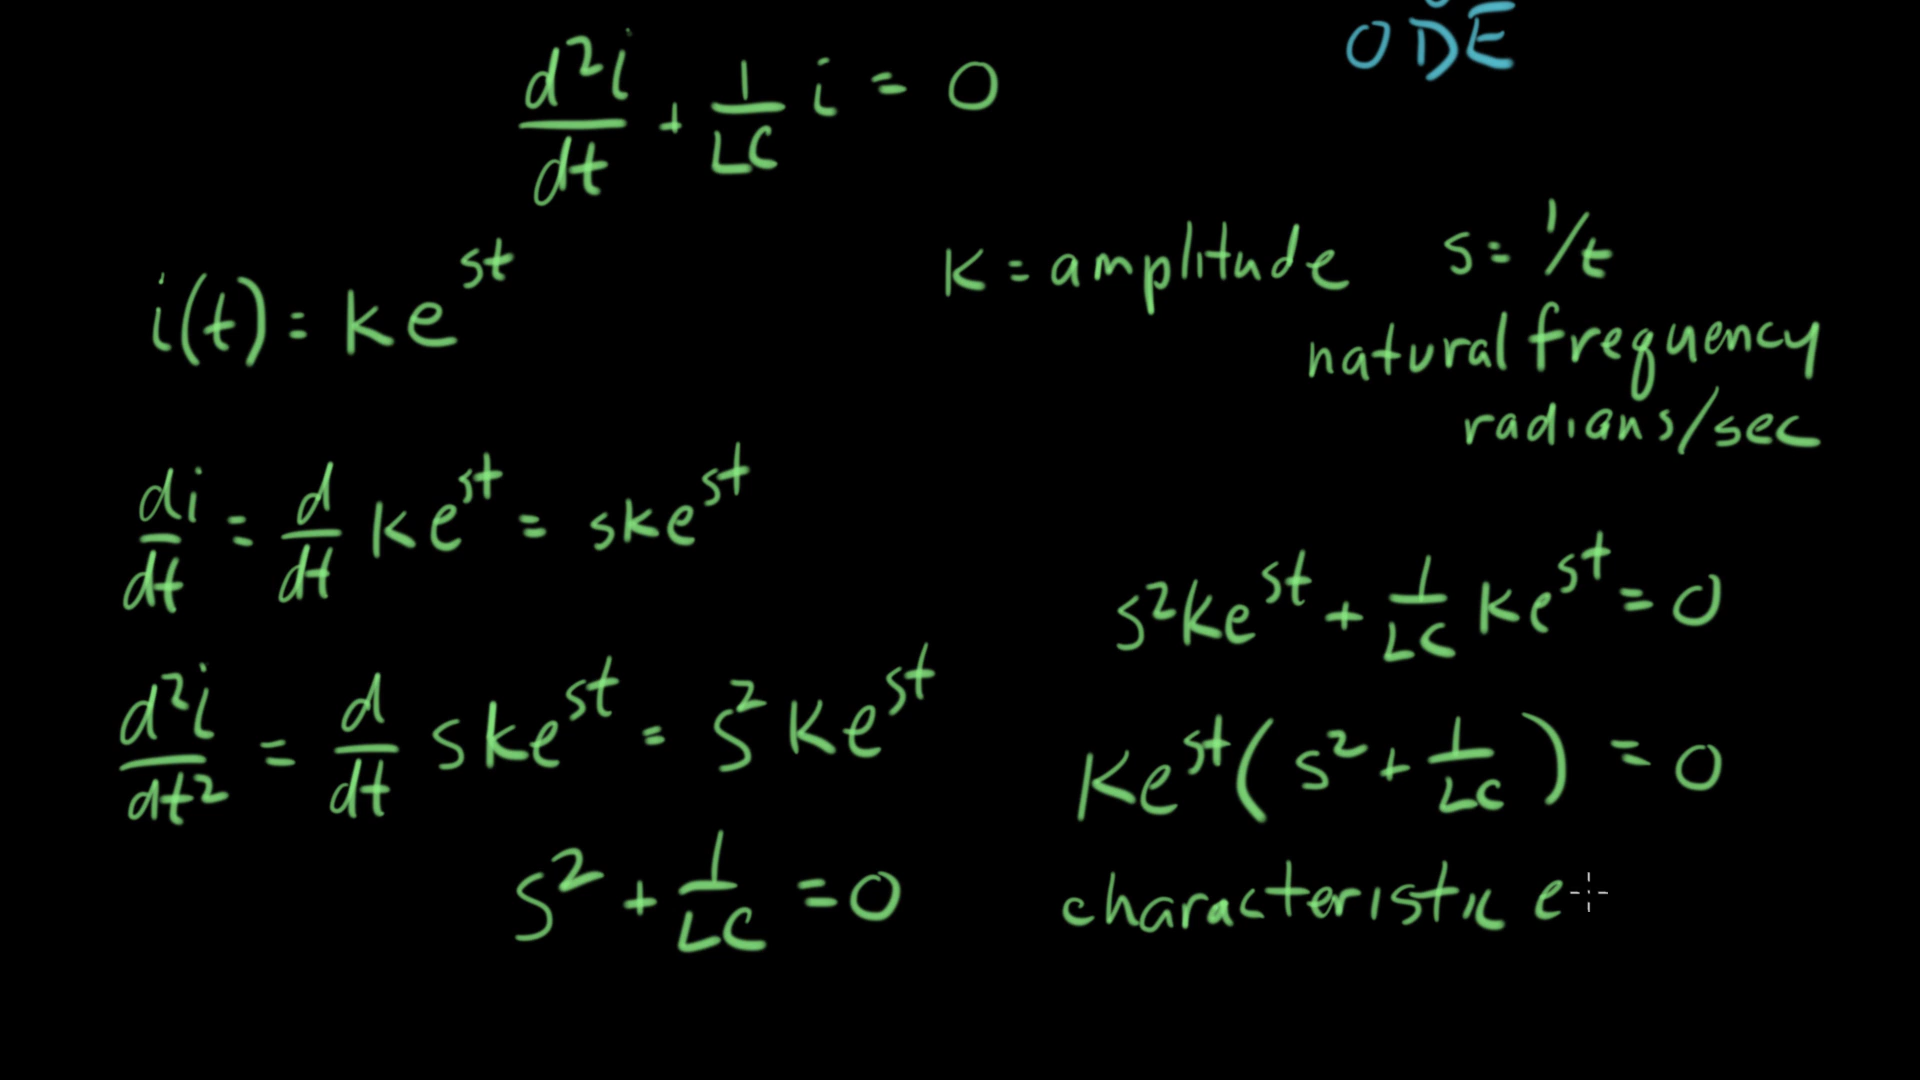 ODE
d²i/dt + 1/LC i = 0
K = amplitude s = 1/t
i(t) = Ke^st
natural frequency
radians/sec
di/dt = d/dt Ke^st = sKe^st
s²Ke^st + 1/LC Ke^st = 0
d²i/dt² = d/dt sKe^st = s²Ke^st
Ke^st(s² + 1/LC) = 0
s² + 1/LC = 0
characteristic e